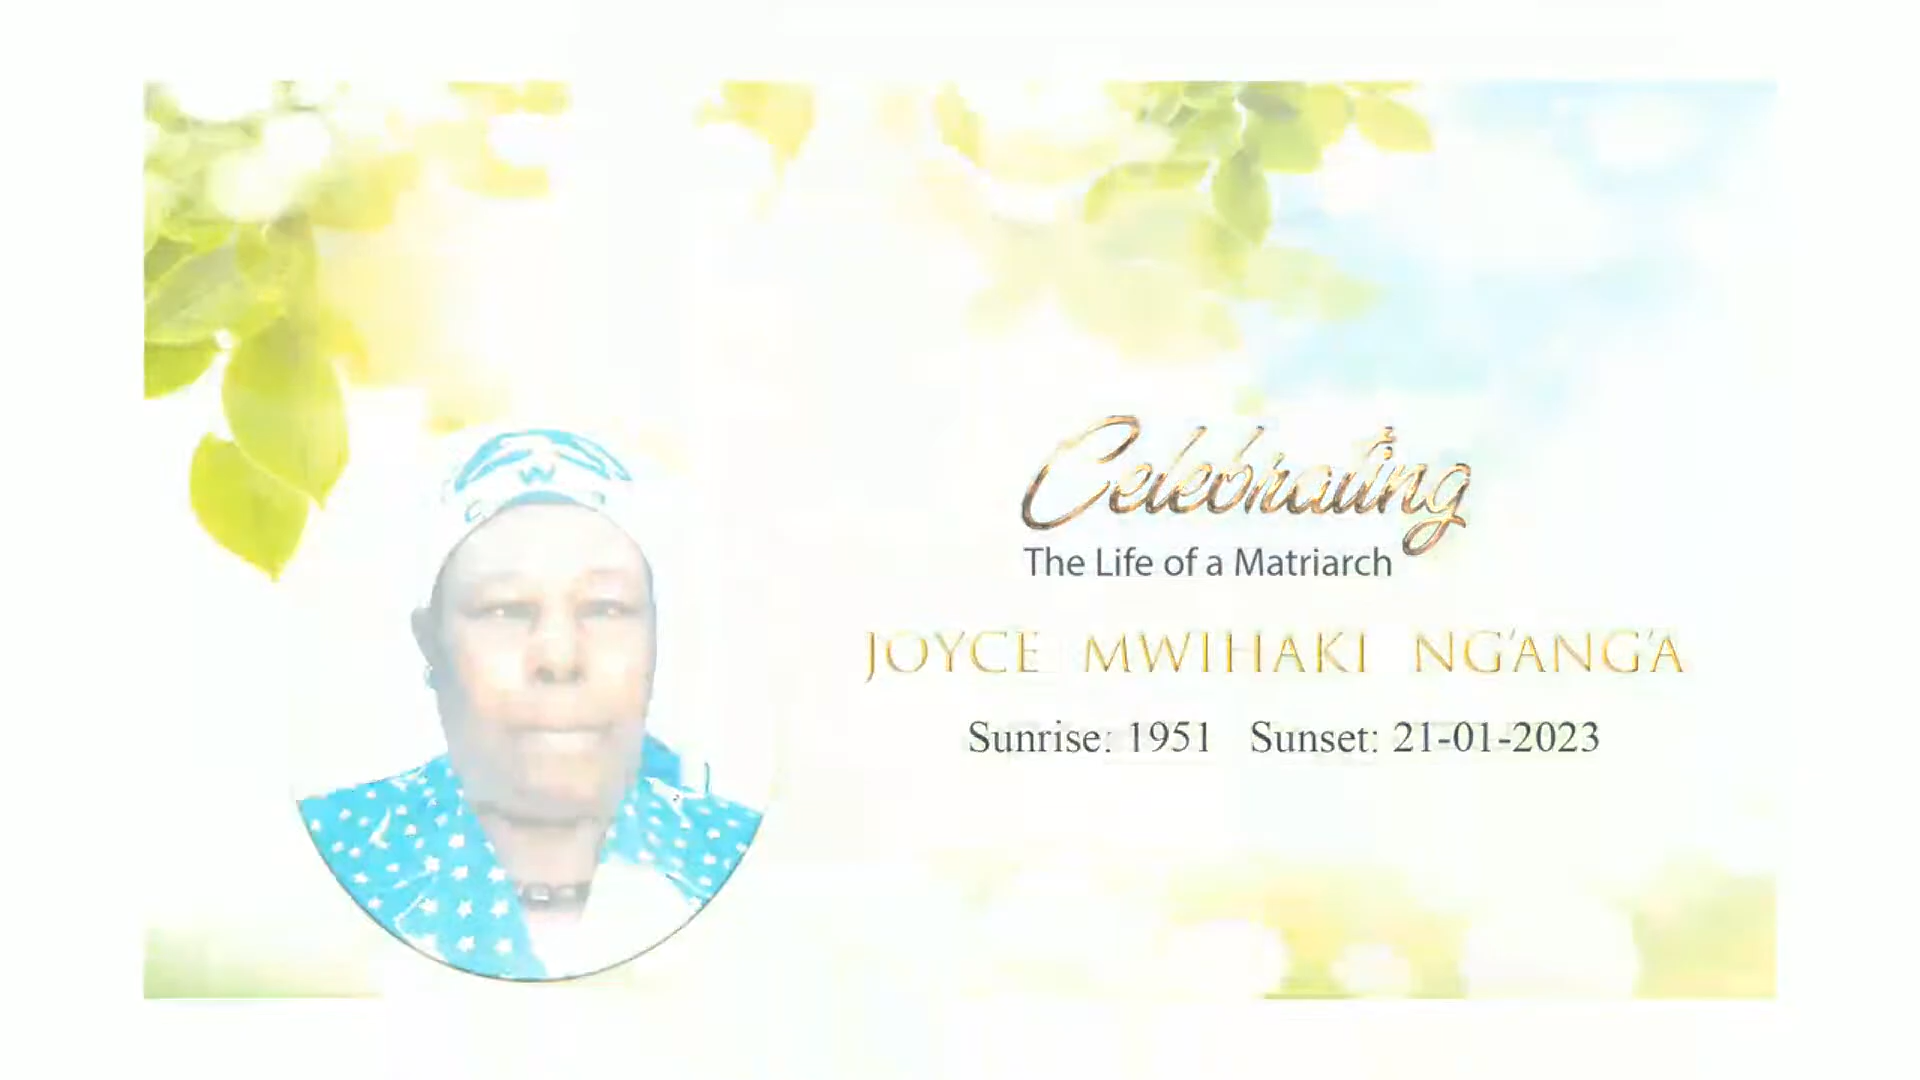 Celebrating
The Life of a Matriarch
JOYCE MWIHAKI NG'ANG'A
Sunrise: 1951 Sunset: 21-01-2023